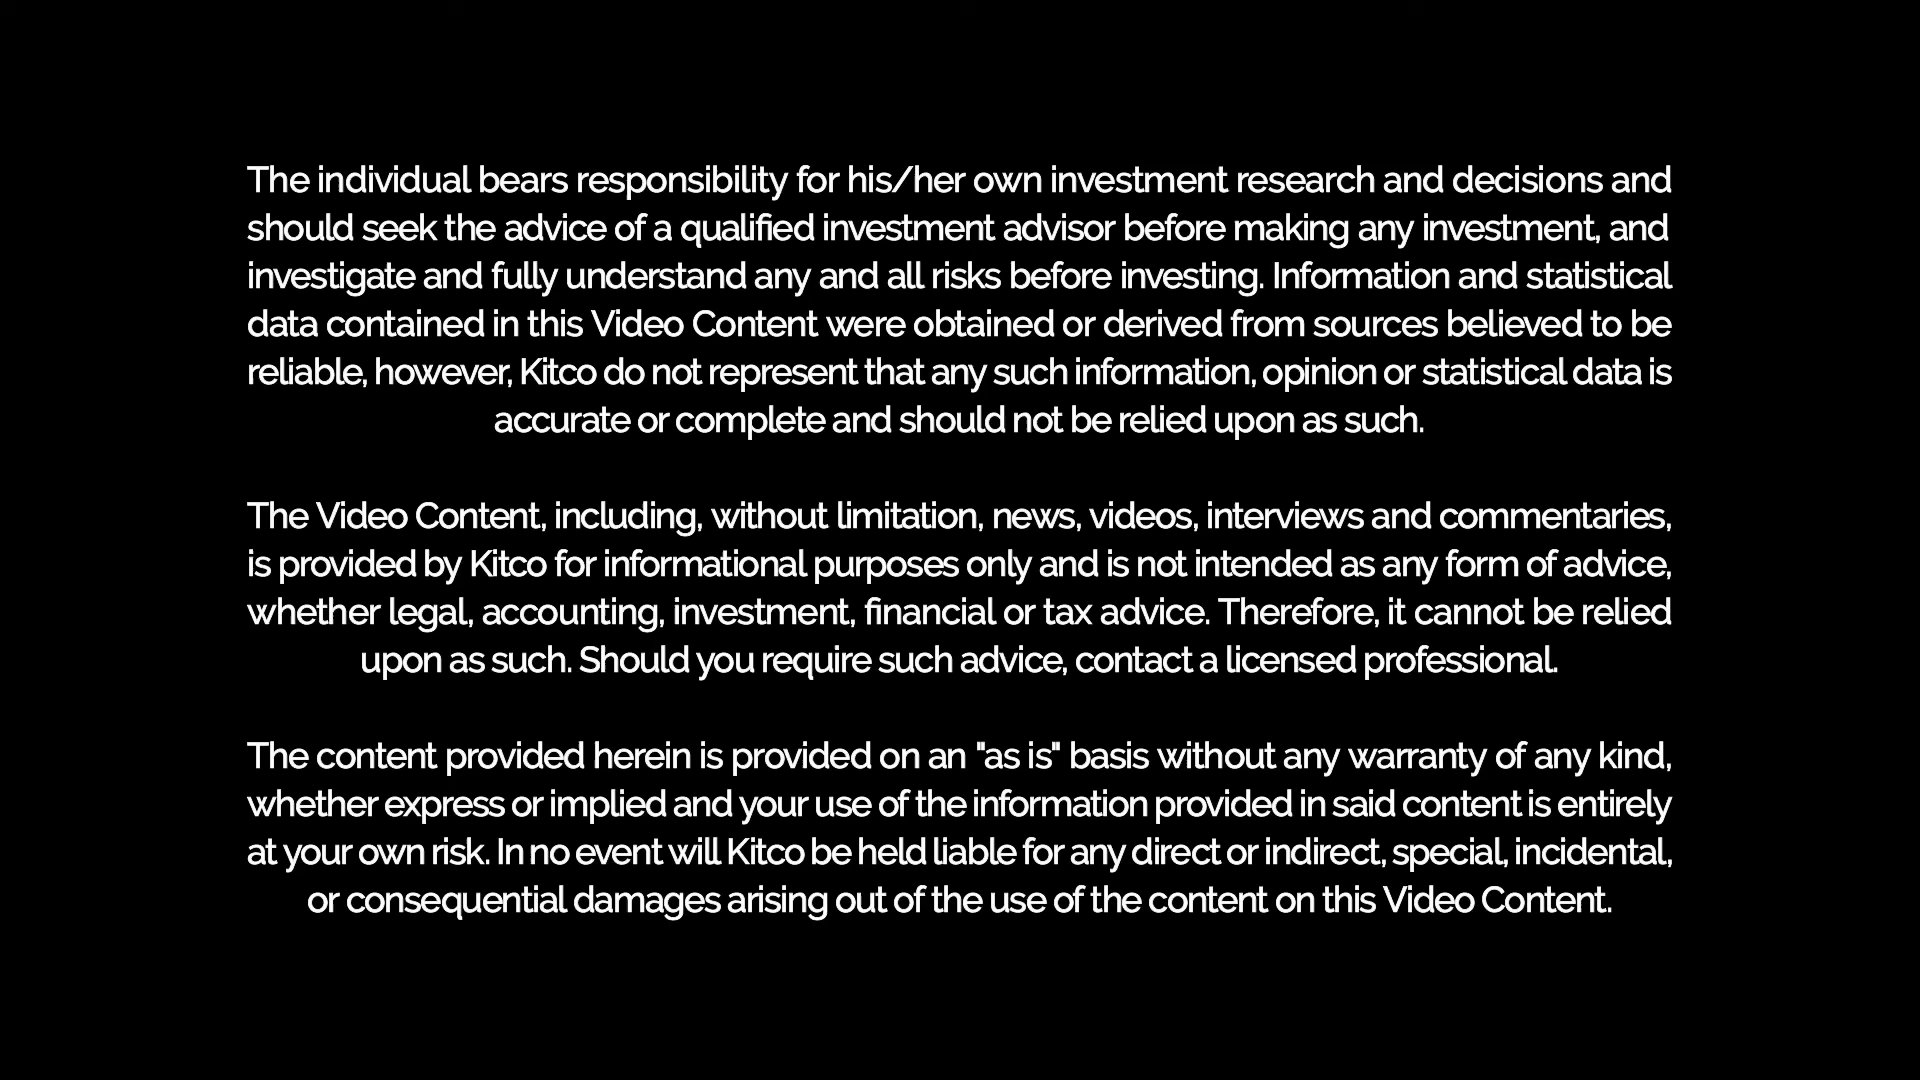 The individual bears responsibility for his/her own investment research and decisions and
should seek the advice of a qualified investment advisor before making any investment, and
investigate and fully understand any and all risks before investing. Information and statistical
data contained in this Video Content were obtained or derived from sources believed to be
reliable, however, Kitco do not represent that any such information, opinion or statistical data is
accurate or complete and should not be relied upon as such.
The Video Content, including, without limitation, news, videos, interviews and commentaries,
is provided by Kitco for informational purposes only and is not intended as any form of advice,
whether legal, accounting, investment, financial or tax advice. Therefore, it cannot be relied
upon as such. Should you require such advice, contact a licensed professional.
The content provided herein is provided on an "as is" basis without any warranty of any kind,
whether express or implied and your use of the information provided in said content is entirely
at your own risk. In no event will Kitco be held liable for any direct or indirect, special, incidental,
or consequential damages arising out of the use of the content on this Video Content.